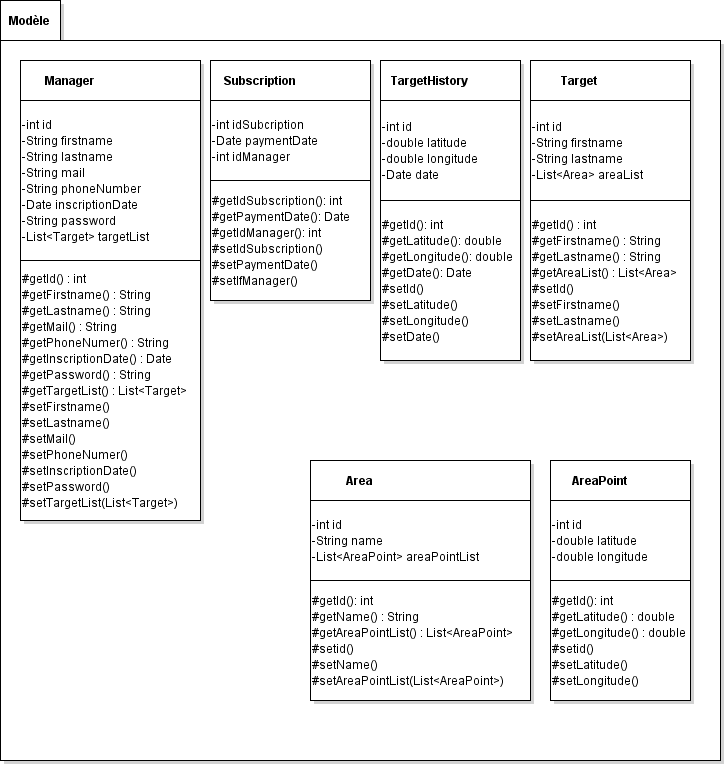 Modèle
Manager
-int id
-String firstname
-String lastname
-String mail
-String phoneNumber
-Date inscriptionDate
-String password
-List<Target> targetList
#getId() : int
#getFirstname() : String
#getLastname() : String
#getMail() : String
#getPhoneNumer() : String
#getInscriptionDate() : Date
#getPassword() : String
#getTargetList() : List<Target>
#setFirstname()
#setLastname()
#setMail()
#setPhoneNumer()
#setInscriptionDate()
#setPassword()
#setTargetList(List<Target>)
Subscription
-int idSubcription
-Date paymentDate
-int idManager
#getIdSubscription(): int
#getPaymentDate(): Date
#getIdManager(): int
#setIdSubscription()
#setPaymentDate()
#setIfManager()
TargetHistory
-int id
-double latitude
-double longitude
-Date date
#getId(): int
#getLatitude(): double
#getLongitude(): double
#getDate(): Date
#setId()
#setLatitude()
#setLongitude()
#setDate()
Target
-int id
-String firstname
-String lastname
-List<Area> areaList
#getId() : int
#getFirstname() : String
#getLastname() : String
#getAreaList() : List<Area>
#setId()
#setFirstname()
#setLastname()
#setAreaList(List<Area>)
Area
-int id
-String name
-List<AreaPoint> areaPointList
#getId(): int
#getName() : String
#getAreaPointList() : List<AreaPoint>
#setid()
#setName()
#setAreaPointList(List<AreaPoint>)
AreaPoint
-int id
-double latitude
-double longitude
#getId(): int
#getLatitude() : double
#getLongitude() : double
#setid()
#setLatitude()
#setLongitude()